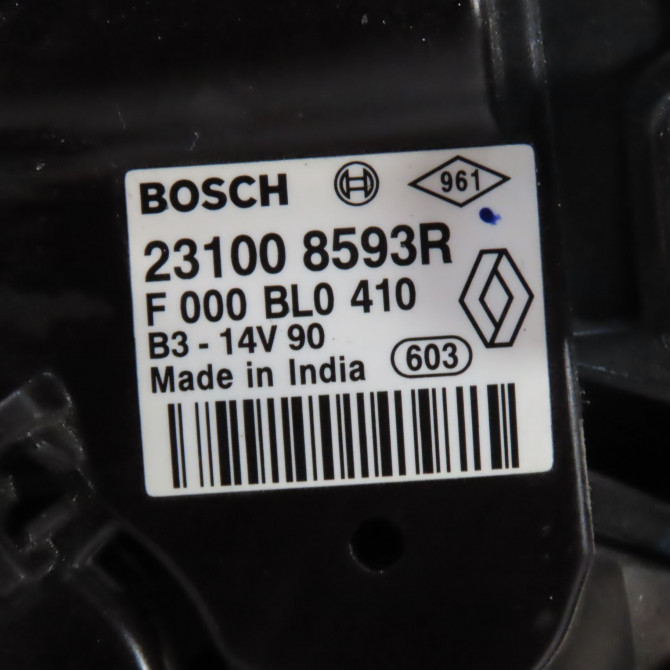 BOSCH 961
23100 8593R
F 000 BL0 410
B3 - 14V 90
Made in India 603